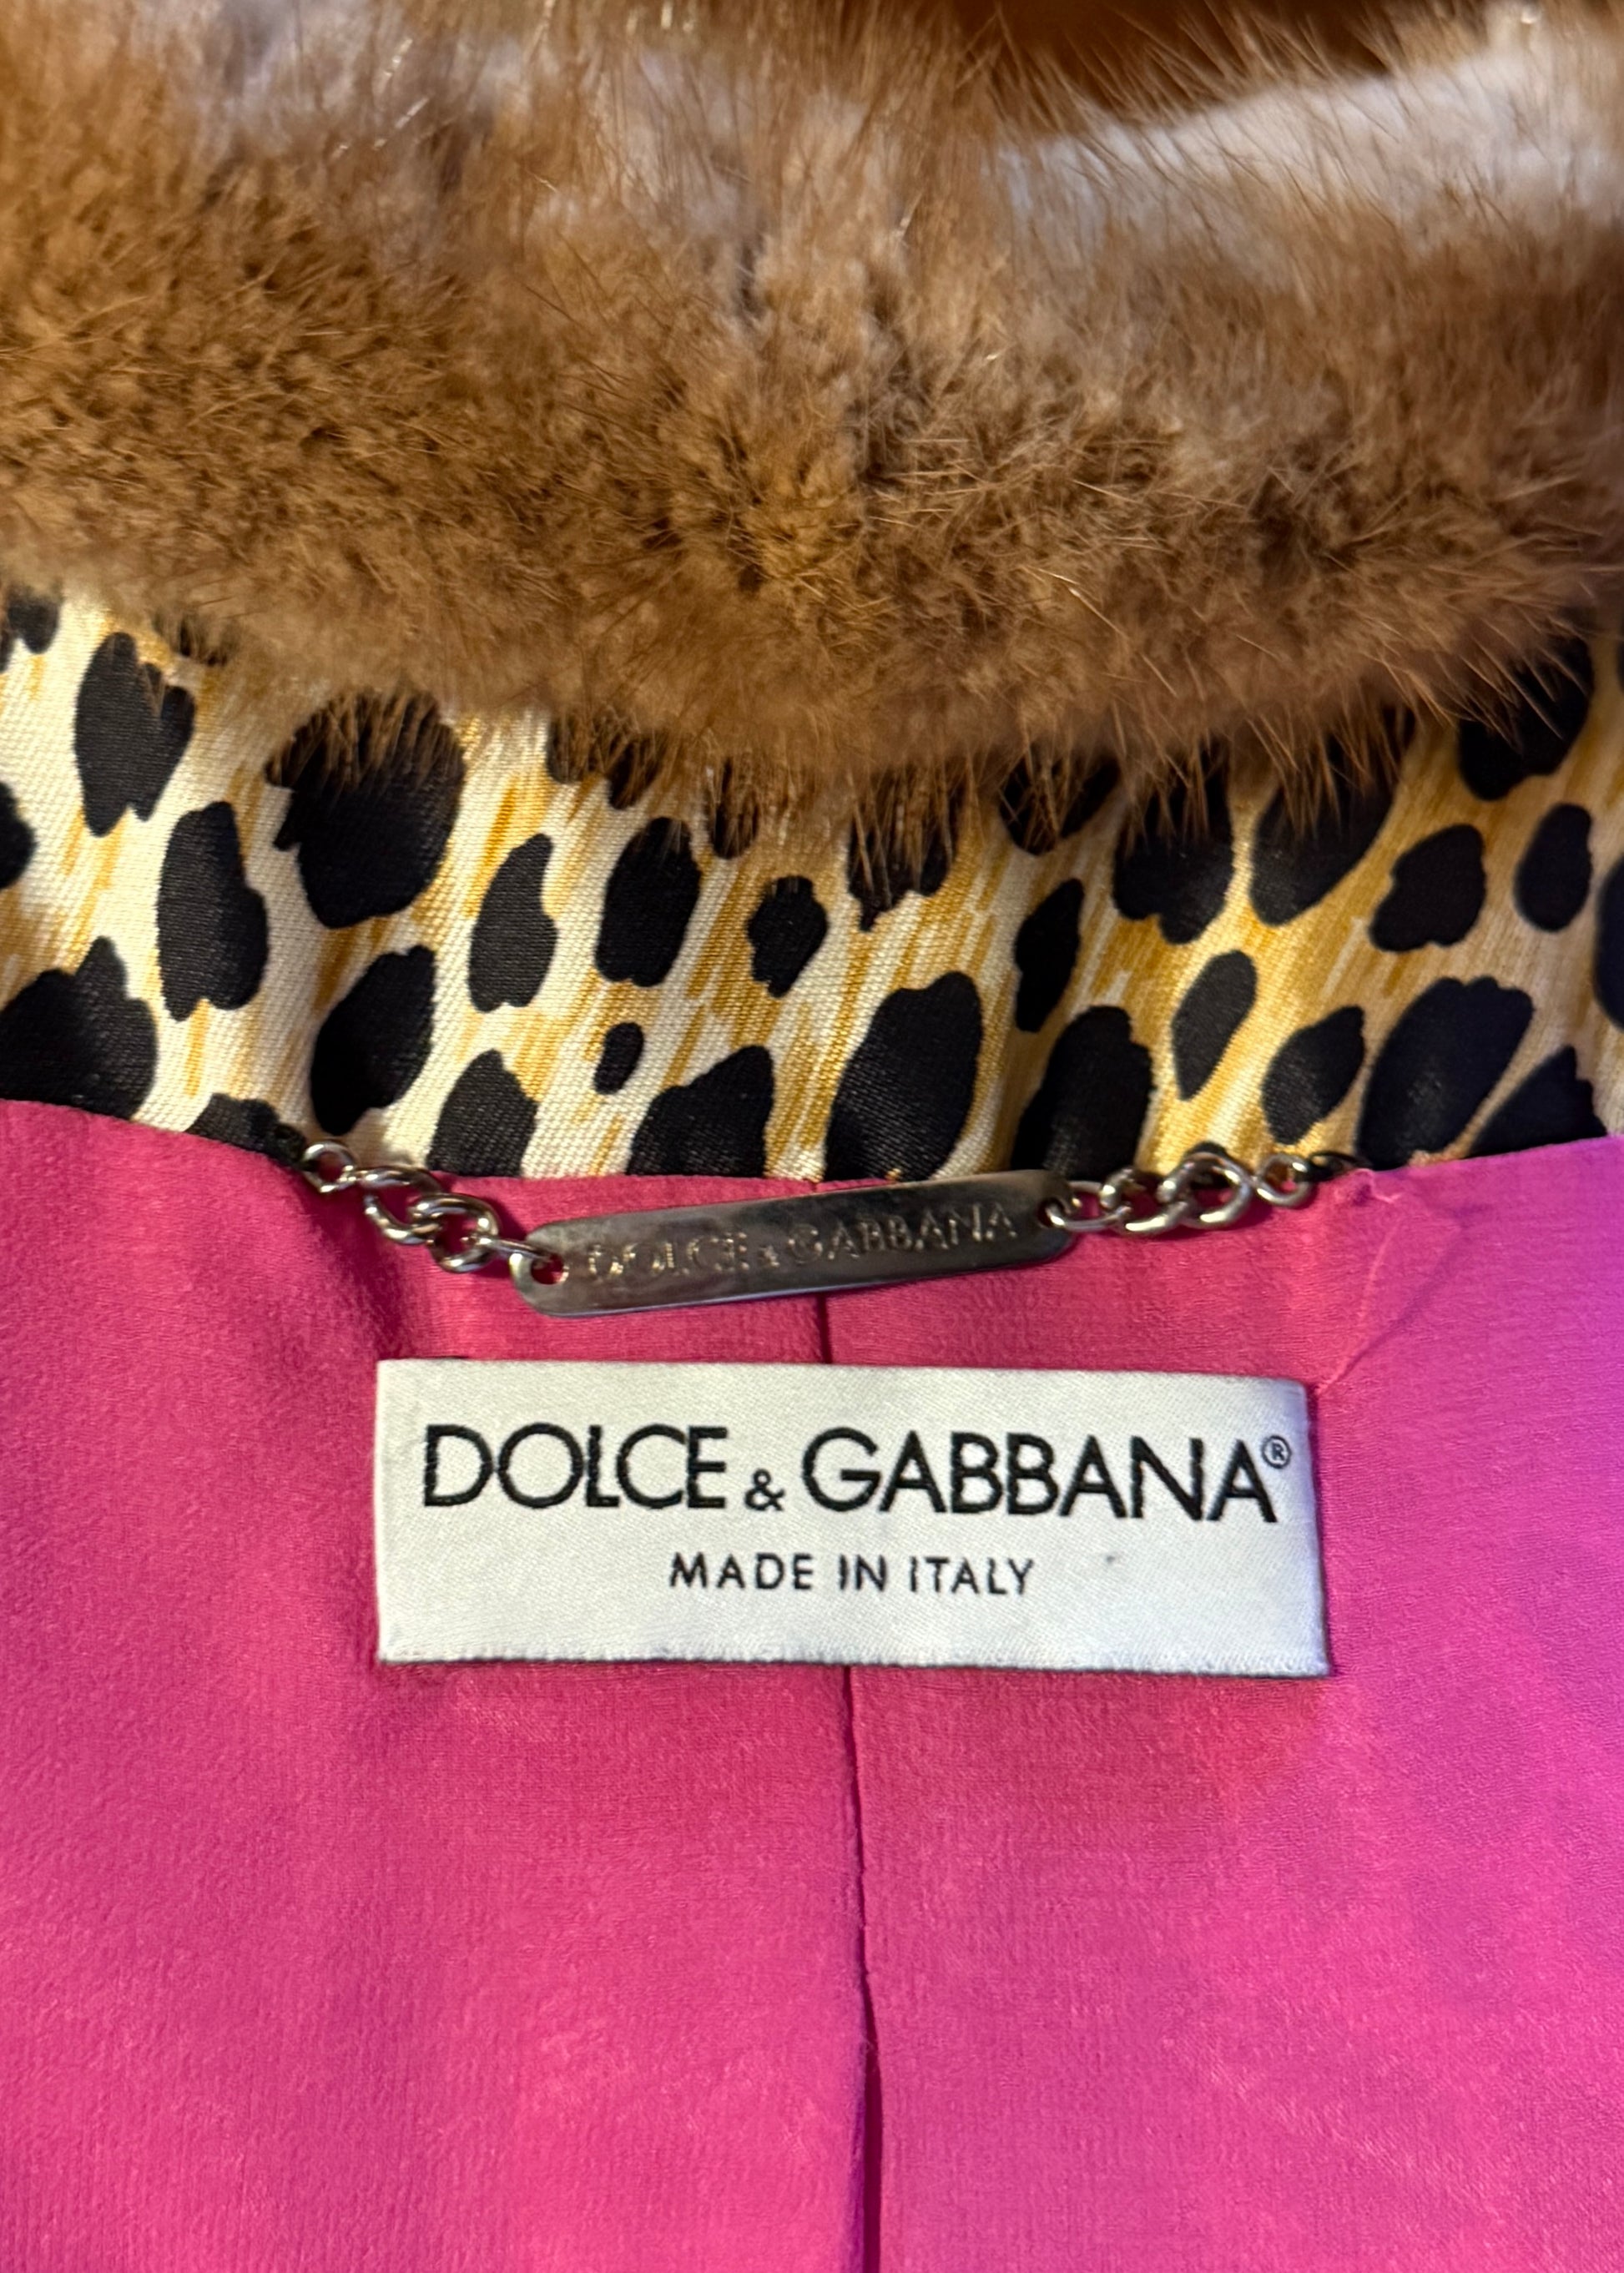 DOLCE & GABBANA
DOLCE & GABBANA®
MADE IN ITALY